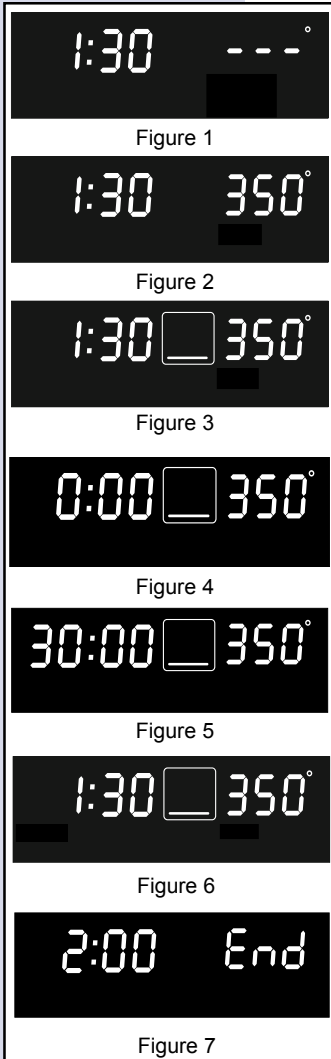 1:30 ---°
Figure 1
1:30 350°
Figure 2
1:30 350°
Figure 3
0:00 350°
Figure 4
30:00 350°
Figure 5
1:30 350°
Figure 6
2:00 End
Figure 7